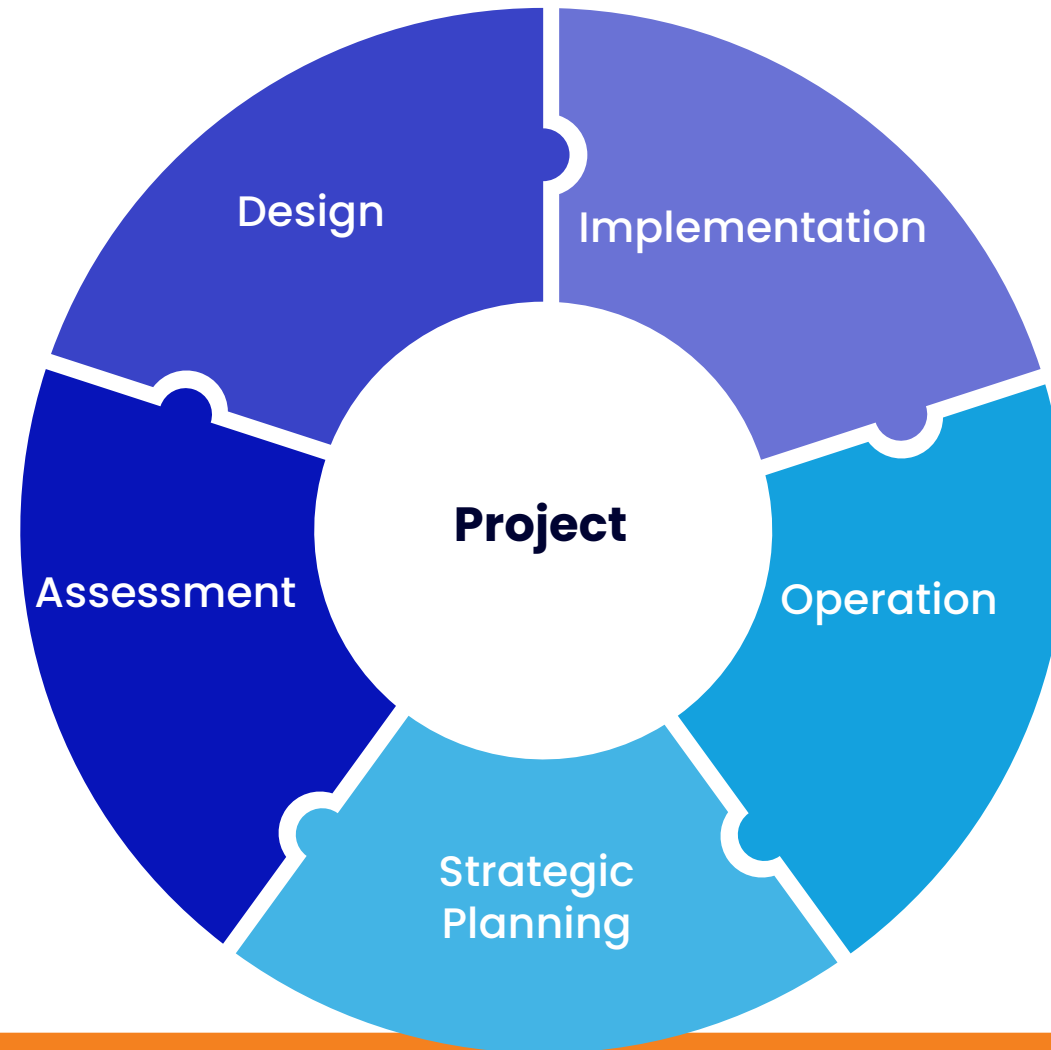 Design
Implementation
Project
Assessment
Operation
Strategic
Planning